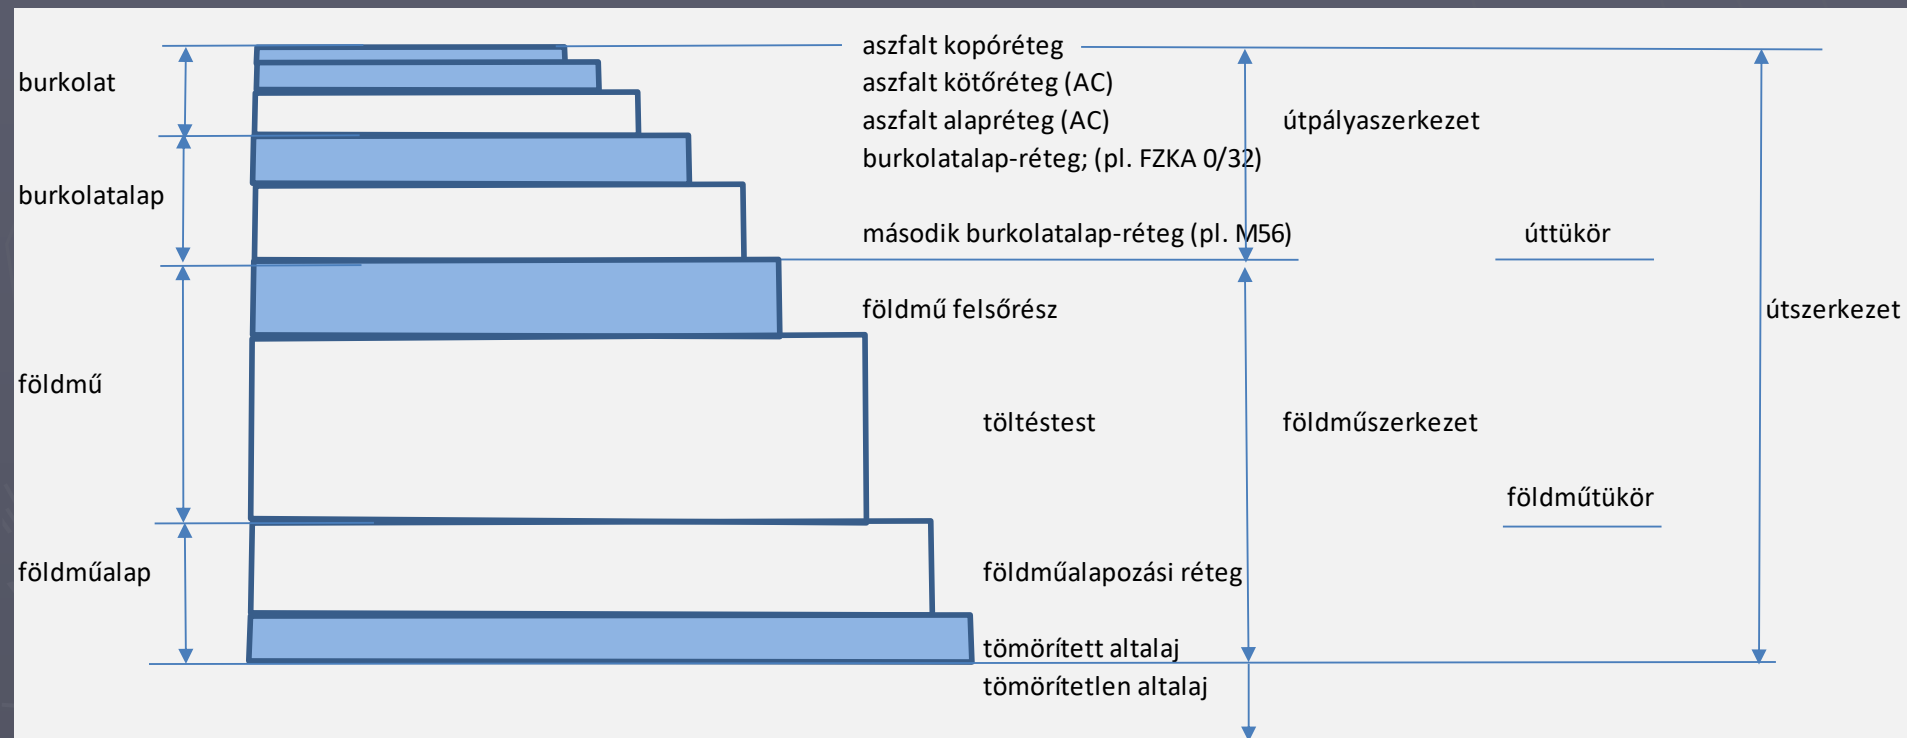 aszfalt kopóréteg
burkolat
aszfalt kötőréteg (AC)
aszfalt alapréteg (AC)
útpályaszerkezet
burkolatalap-réteg; (pl. FZKA 0/32)
burkolatalap
második burkolatalap-réteg (pl. M56)
úttükör
földmű felsőrész
útszerkezet
földmű
töltéstest
földműszerkezet
földműtükör
földműalap
földműalapozási réteg
tömörített altalaj
tömörítetlen altalaj